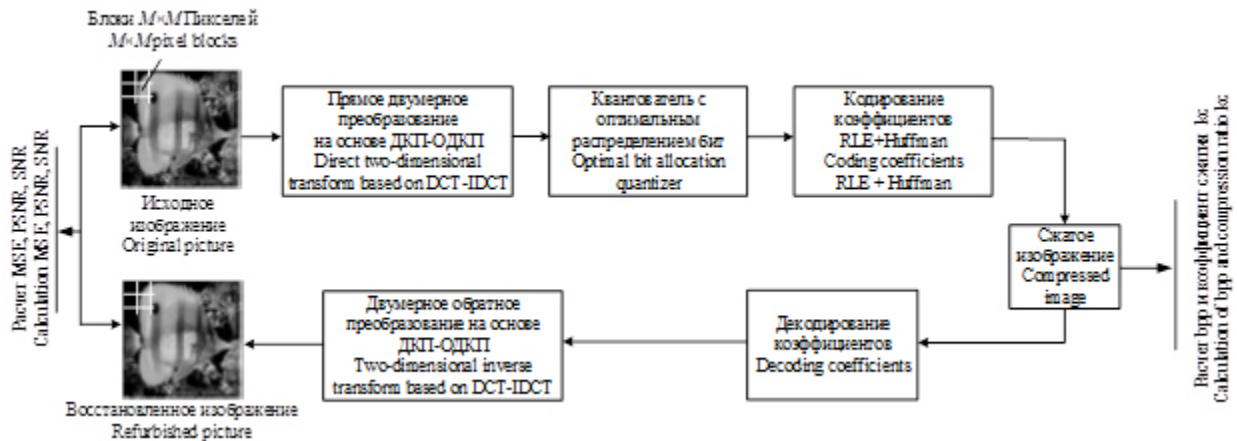 Блоки M×M Пикселей
M×M pixel blocks
Расчет MSE, PSNR, SNR
Calculation MSE, PSNR, SNR
Исходное
изображение
Original picture
Прямое двумерное
преобразование
на основе ДКП-ОДКП
Direct two-dimensional
transform based on DCT-IDCT
Квантователь с
оптимальным
распределением бит
Optimal bit allocation
quantizer
Кодирование
коэффициентов
RLE+Huffman
Coding coefficients
RLE + Huffman
Сжатое
изображение
Compressed
image
Расчет bpp и коэффициент сжатия kc
Calculation of bpp and compression ratio kc
Декодирование
коэффициентов
Decoding coefficients
Двумерное обратное
преобразование на основе
ДКП-ОДКП
Two-dimensional inverse
transform based on DCT-IDCT
Восстановленное изображение
Refurbished picture